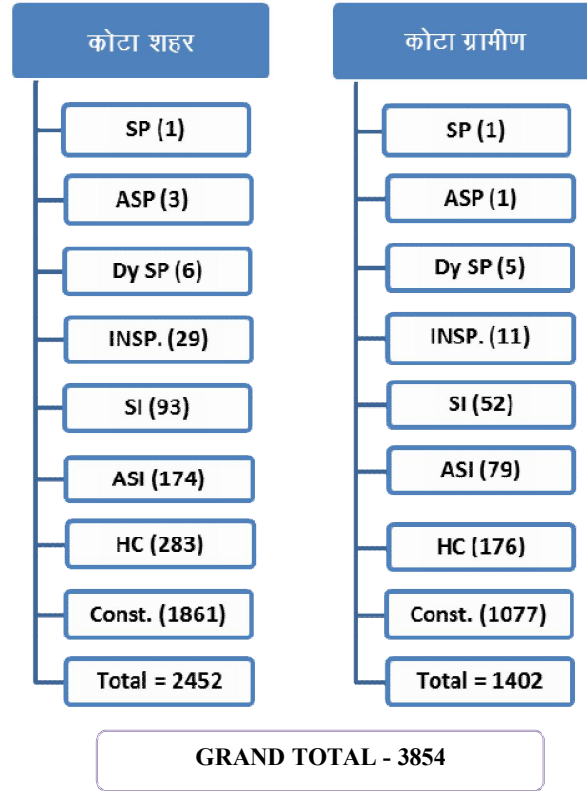 कोटा शहर
SP (1)
ASP (3)
Dy SP (6)
INSP. (29)
SI (93)
ASI (174)
HC (283)
Const. (1861)
Total = 2452
कोटा ग्रामीण
SP (1)
ASP (1)
Dy SP (5)
INSP. (11)
SI (52)
ASI (79)
HC (176)
Const. (1077)
Total = 1402
GRAND TOTAL - 3854